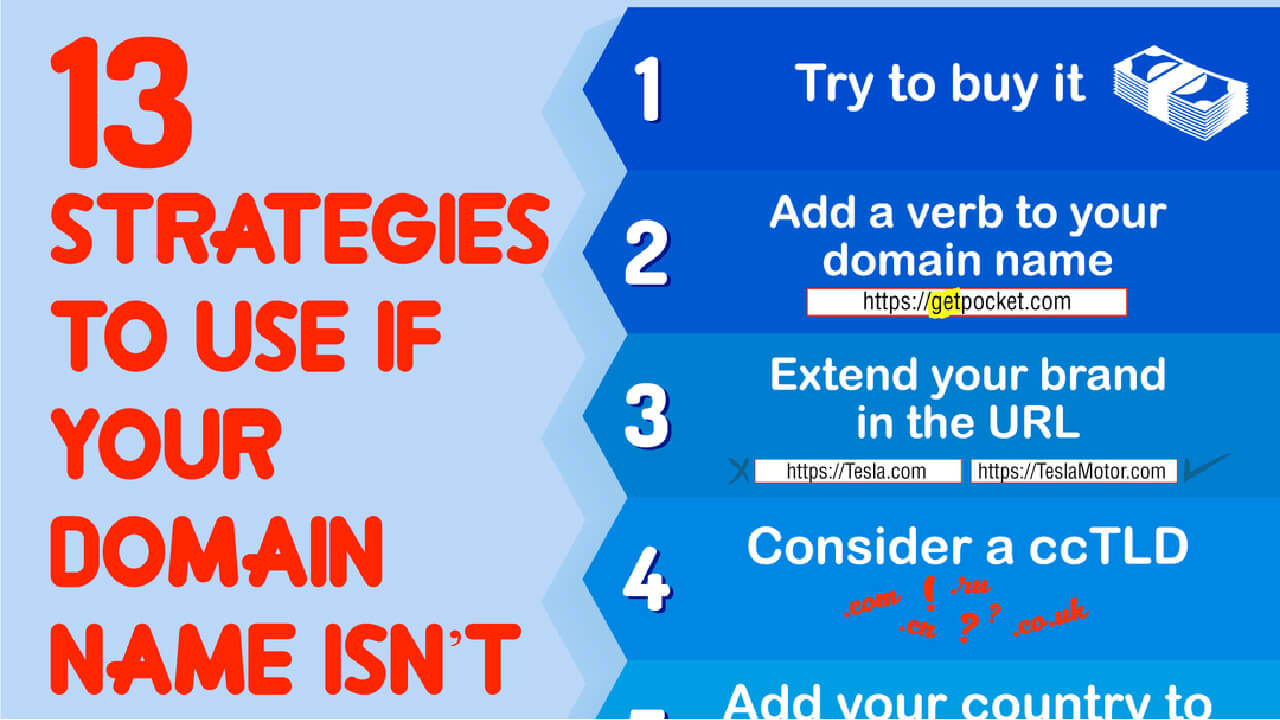 13
STRATEGIES
TO USE IF
YOUR
DOMAIN
NAME ISN'T
1
Try to buy it
2
Add a verb to your
domain name
https://getpocket.com
3
Extend your brand
in the URL
https://Tesla.com
https://TeslaMotor.com
4
Consider a ccTLD
.com ! .ru
.cn ? ? .co.uk
Add your country to